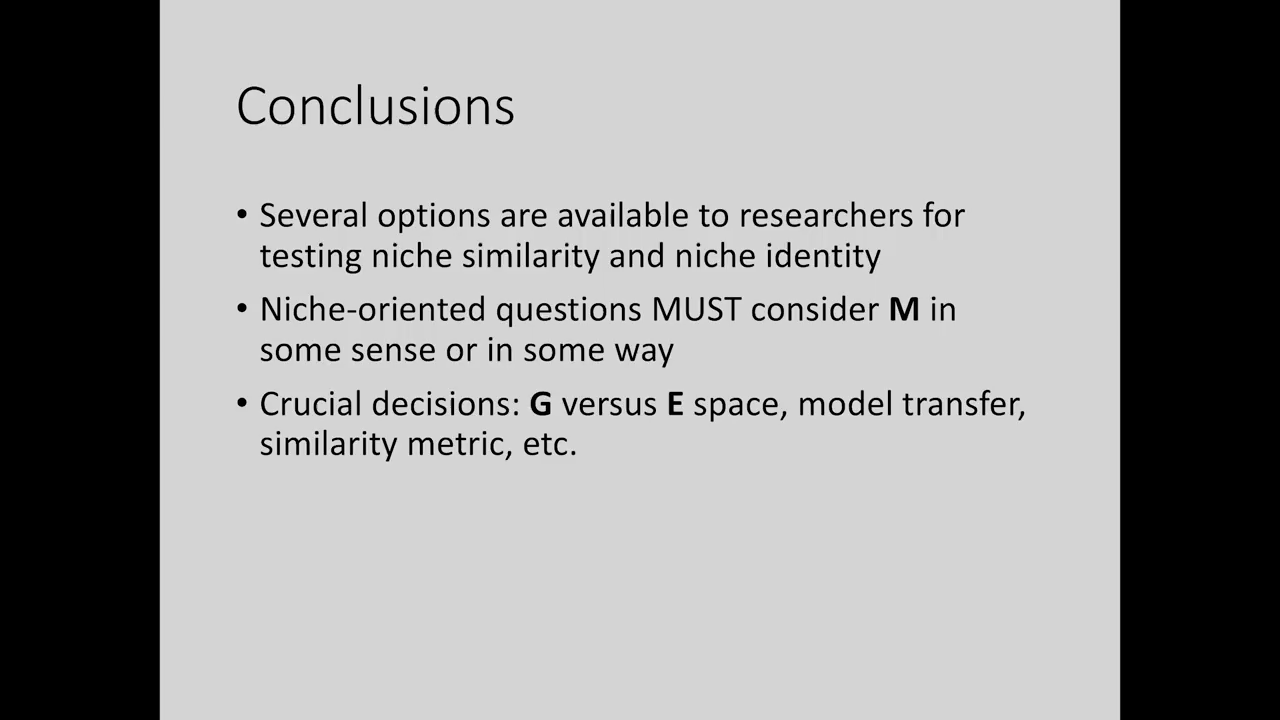 Conclusions
• Several options are available to researchers for
testing niche similarity and niche identity
• Niche-oriented questions MUST consider M in
some sense or in some way
• Crucial decisions: G versus E space, model transfer,
similarity metric, etc.